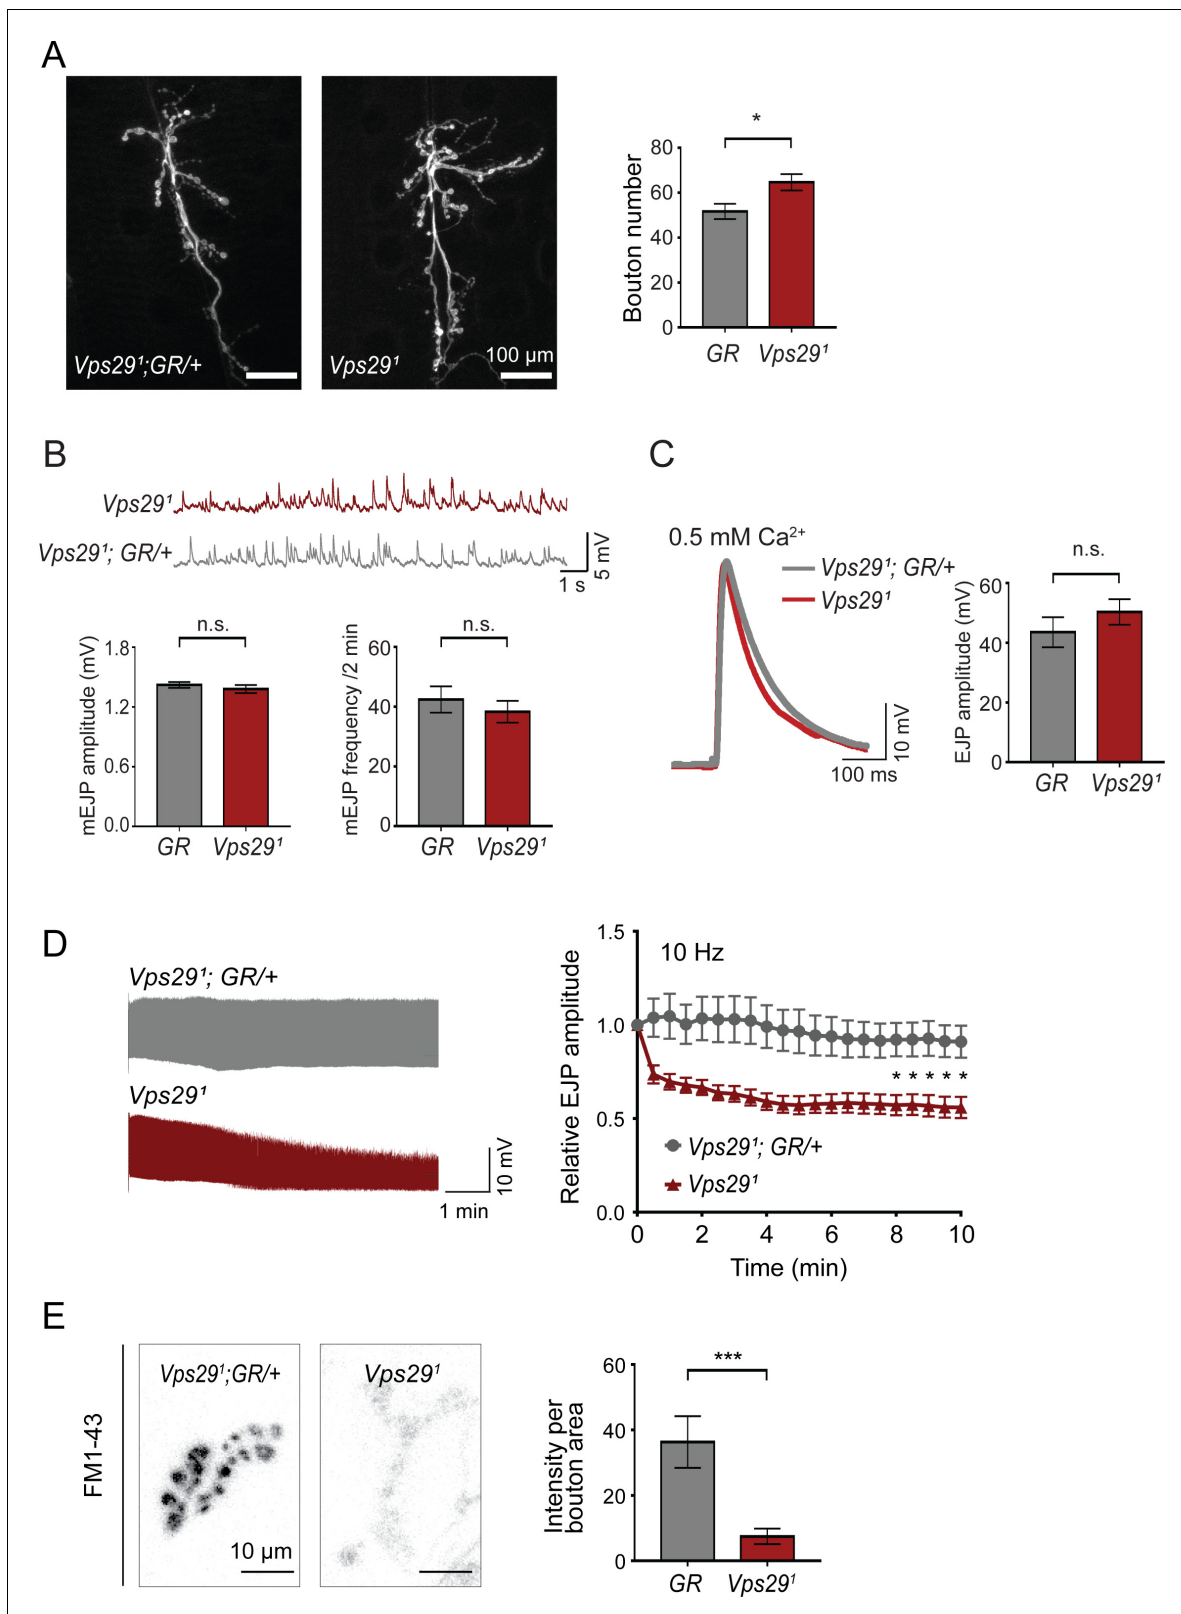 A
Vps29¹;GR/+
Vps29¹
100 µm
*
Bouton number
80
60
40
20
0
GR
Vps29¹
B
Vps29¹
Vps29¹; GR/+
5 mV
1 s
n.s.
mEJP amplitude (mV)
1.8
1.2
0.6
0.0
GR
Vps29¹
n.s.
mEJP frequency /2 min
60
40
20
0
GR
Vps29¹
C
0.5 mM Ca²⁺
Vps29¹; GR/+
Vps29¹
10 mV
100 ms
n.s.
EJP amplitude (mV)
60
40
20
0
GR
Vps29¹
D
Vps29¹; GR/+
Vps29¹
10 mV
1 min
10 Hz
Relative EJP amplitude
1.5
1.0
0.5
0.0
* * * * *
Vps29¹; GR/+
Vps29¹
0 2 4 6 8 10
Time (min)
E
FM1-43
Vps29¹;GR/+
10 µm
Vps29¹
***
Intensity per
bouton area
60
40
20
0
GR
Vps29¹